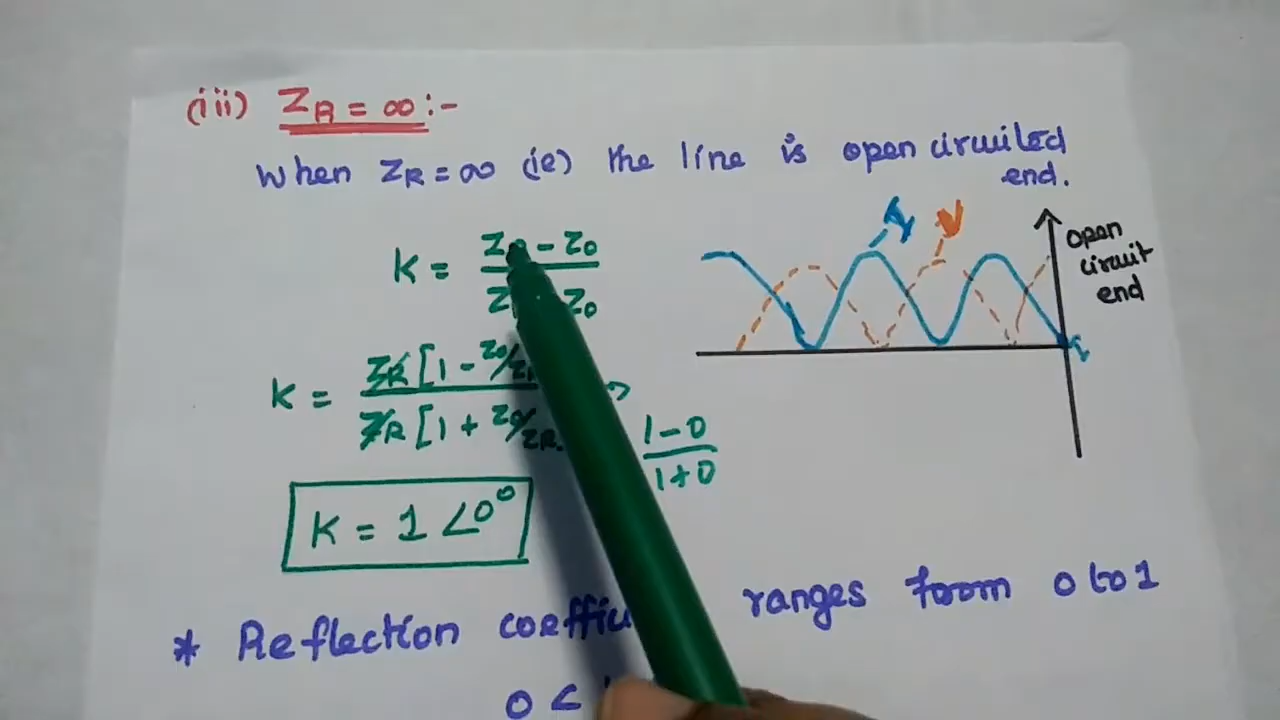 (iii) ZR = ∞ :-
When ZR = ∞ (ie) the line is open circuited end.
K = ZR - Z0 / Z Z0
K = ZR [1 - Z0/ZR / ZR [1 + Z0/ZR.
1-0 / 1+0
K = 1 ∠0°
V
open
circuit
end
* Reflection ranges from 0 to 1
0 <